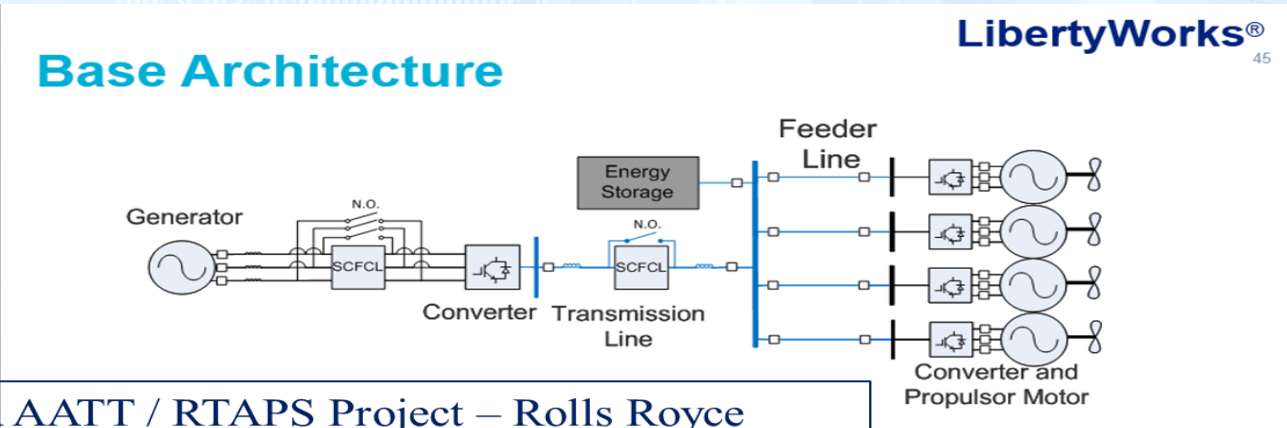 LibertyWorks®
45
Base Architecture
Feeder
Line
Energy
Storage
N.O.
N.O.
Generator
SCFCL
SCFCL
Converter
Transmission
Line
Converter and
Propulsor Motor
AATT / RTAPS Project – Rolls Royce